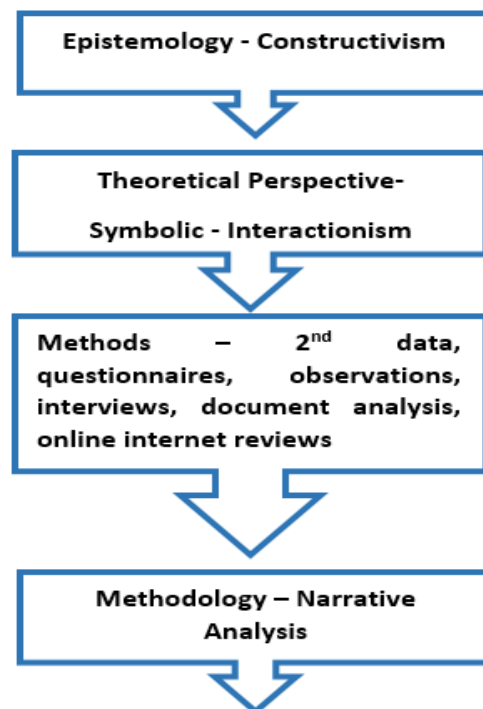 Epistemology - Constructivism
Theoretical Perspective-
Symbolic - Interactionism
Methods – 2nd data,
questionnaires, observations,
interviews, document analysis,
online internet reviews
Methodology – Narrative
Analysis